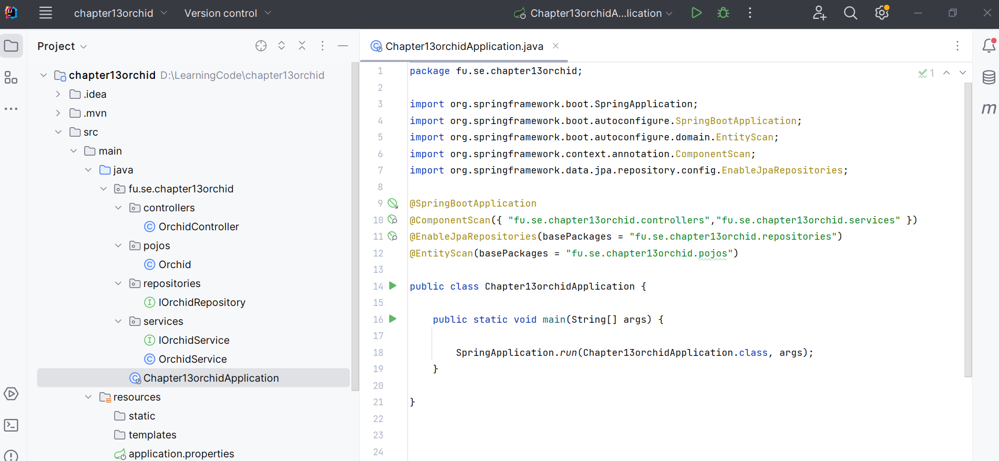 chapter13orchid Version control Chapter13orchidA...lication
Project
Chapter13orchidApplication.java
chapter13orchid D:\LearningCode\chapter13orchid
.idea
.mvn
src
main
java
fu.se.chapter13orchid
controllers
OrchidController
pojos
Orchid
repositories
IOrchidRepository
services
IOrchidService
OrchidService
Chapter13orchidApplication
resources
static
templates
application.properties
1 package fu.se.chapter13orchid;
2
3 import org.springframework.boot.SpringApplication;
4 import org.springframework.boot.autoconfigure.SpringBootApplication;
5 import org.springframework.boot.autoconfigure.domain.EntityScan;
6 import org.springframework.context.annotation.ComponentScan;
7 import org.springframework.data.jpa.repository.config.EnableJpaRepositories;
8
9 @SpringBootApplication
10 @ComponentScan({ "fu.se.chapter13orchid.controllers","fu.se.chapter13orchid.services" })
11 @EnableJpaRepositories(basePackages = "fu.se.chapter13orchid.repositories")
12 @EntityScan(basePackages = "fu.se.chapter13orchid.pojos")
13
14 public class Chapter13orchidApplication {
15
16 public static void main(String[] args) {
17
18 SpringApplication.run(Chapter13orchidApplication.class, args);
19 }
20
21 }
22
23
24
1
m